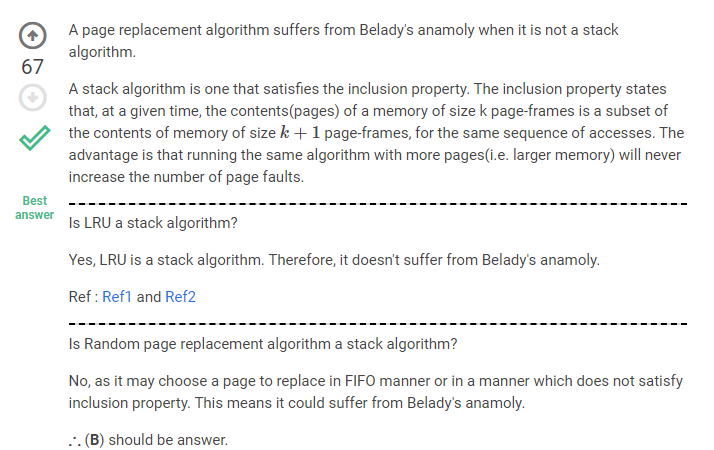 A page replacement algorithm suffers from Belady's anamoly when it is not a stack
algorithm.
67
A stack algorithm is one that satisfies the inclusion property. The inclusion property states
that, at a given time, the contents(pages) of a memory of size k page-frames is a subset of
the contents of memory of size k + 1 page-frames, for the same sequence of accesses. The
advantage is that running the same algorithm with more pages(i.e. larger memory) will never
increase the number of page faults.
Best
answer
Is LRU a stack algorithm?
Yes, LRU is a stack algorithm. Therefore, it doesn't suffer from Belady's anamoly.
Ref : Ref1 and Ref2
Is Random page replacement algorithm a stack algorithm?
No, as it may choose a page to replace in FIFO manner or in a manner which does not satisfy
inclusion property. This means it could suffer from Belady's anamoly.
∴ (B) should be answer.